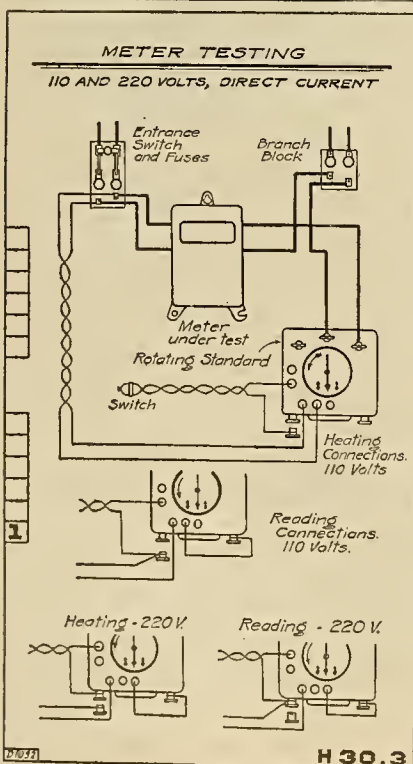 METER TESTING
110 AND 220 VOLTS, DIRECT CURRENT
Entrance
Switch
and Fuses
Branch
Block
Meter
under test
Rotating Standard
Switch
Heating
Connections.
110 Volts
Reading
Connections.
110 Volts.
1
Heating - 220 V.
Reading - 220 V.
H 30.3